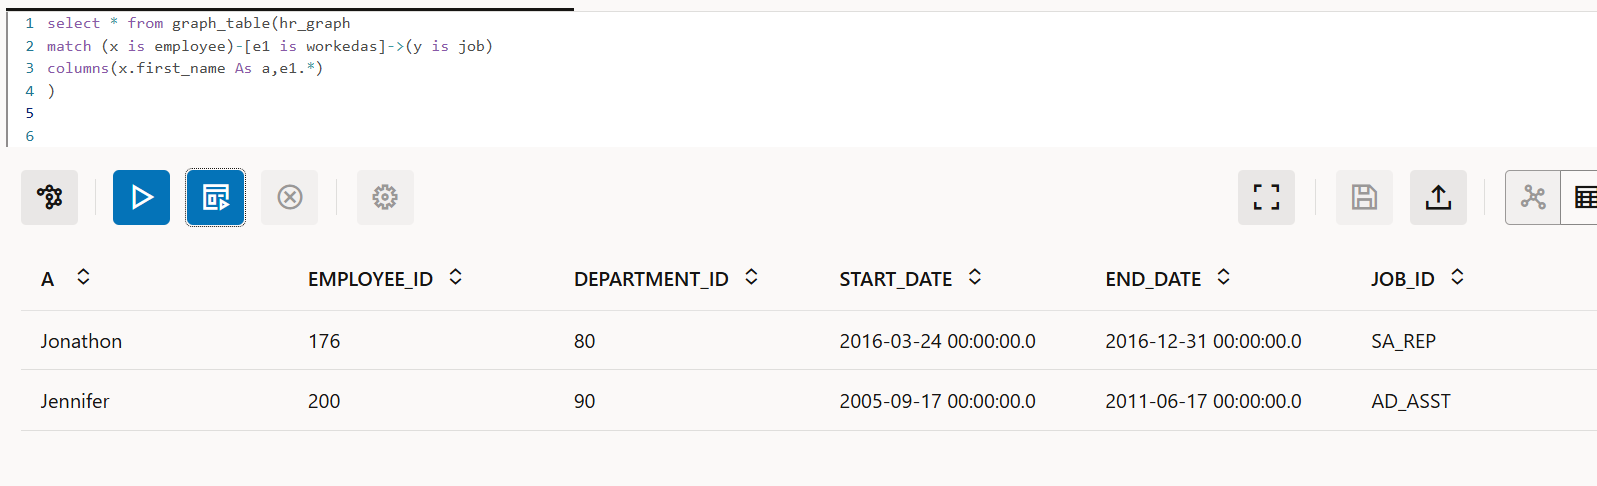 1 select * from graph_table(hr_graph
2 match (x is employee)-[e1 is workedas]->(y is job)
3 columns(x.first_name As a,e1.*)
4 )
5
6
A EMPLOYEE_ID DEPARTMENT_ID START_DATE END_DATE JOB_ID
Jonathon 176 80 2016-03-24 00:00:00.0 2016-12-31 00:00:00.0 SA_REP
Jennifer 200 90 2005-09-17 00:00:00.0 2011-06-17 00:00:00.0 AD_ASST